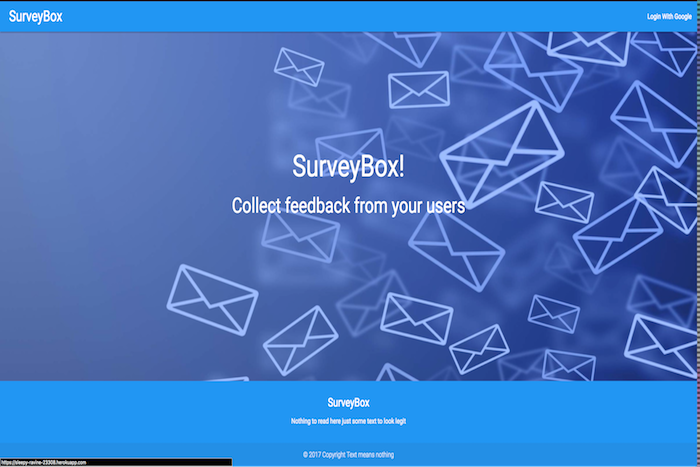 SurveyBox
Login With Google
SurveyBox!
Collect feedback from your users
SurveyBox
Nothing to read here just some text to look legit
© 2017 Copyright Text means nothing
https://sleepy-ravine-23308.herokuapp.com